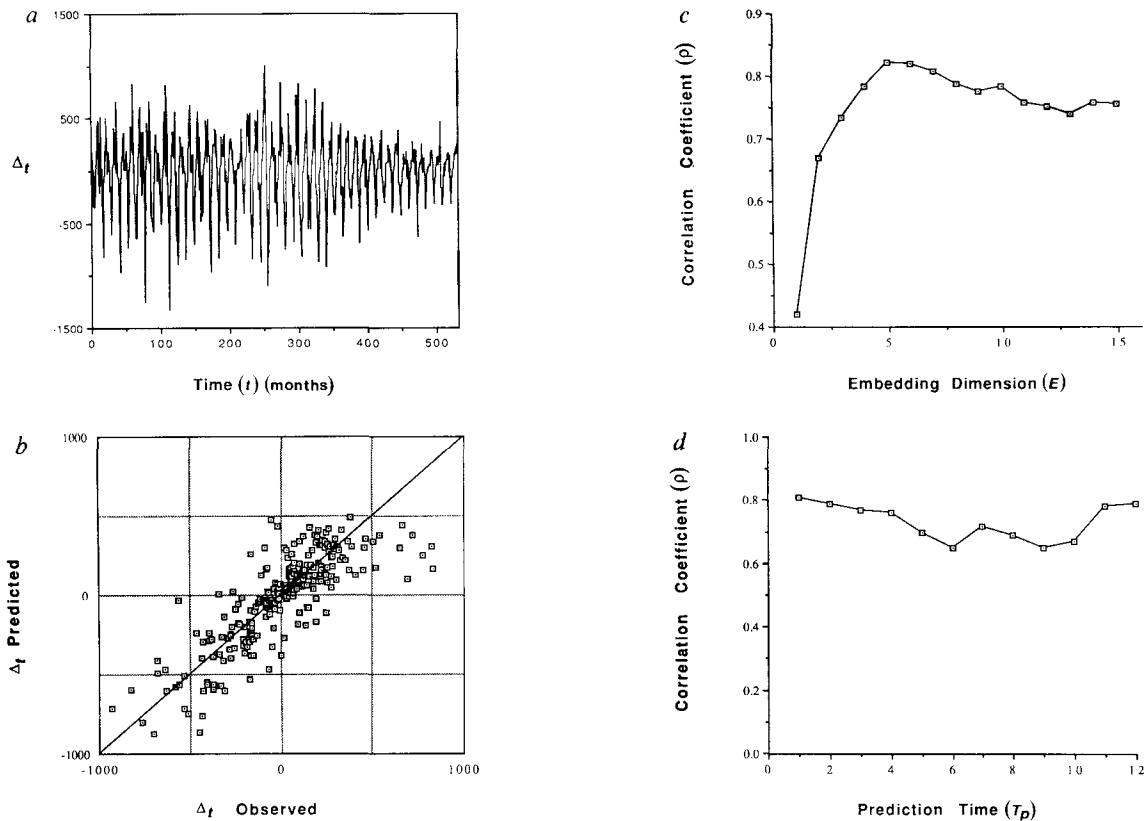 a
1500
500
-500
-1500
Δt
0 100 200 300 400 500
Time (t) (months)
b
1000
0
-1000
Δt Predicted
-1000 0 1000
Δt Observed
c
0.9
0.8
0.7
0.6
0.5
0.4
Correlation Coefficient (ρ)
0 5 10 15
Embedding Dimension (E)
d
1.0
0.8
0.6
0.4
0.2
0.0
Correlation Coefficient (ρ)
0 2 4 6 8 10 12
Prediction Time (Tp)